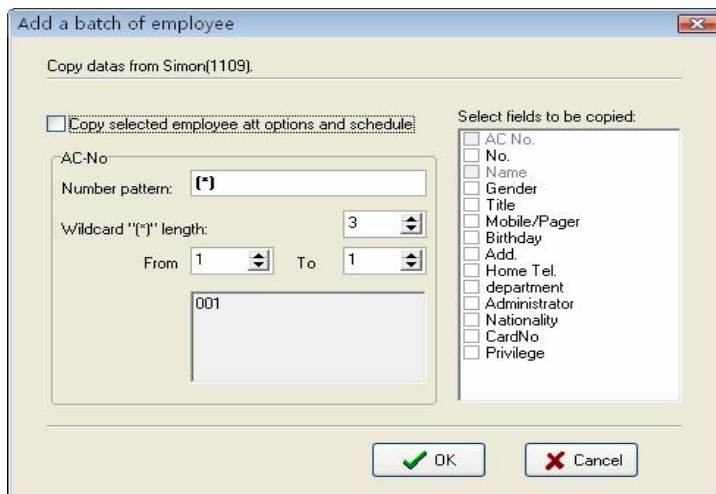 Add a batch of employee
Copy datas from Simon(1109).
Copy selected employee att options and schedule
AC-No
Number pattern: (*)
Wildcard "(*)" length: 3
From 1 To 1
001
Select fields to be copied:
AC No.
No.
Name
Gender
Title
Mobile/Pager
Birthday
Add.
Home Tel.
department
Administrator
Nationality
CardNo
Privilege
OK
Cancel